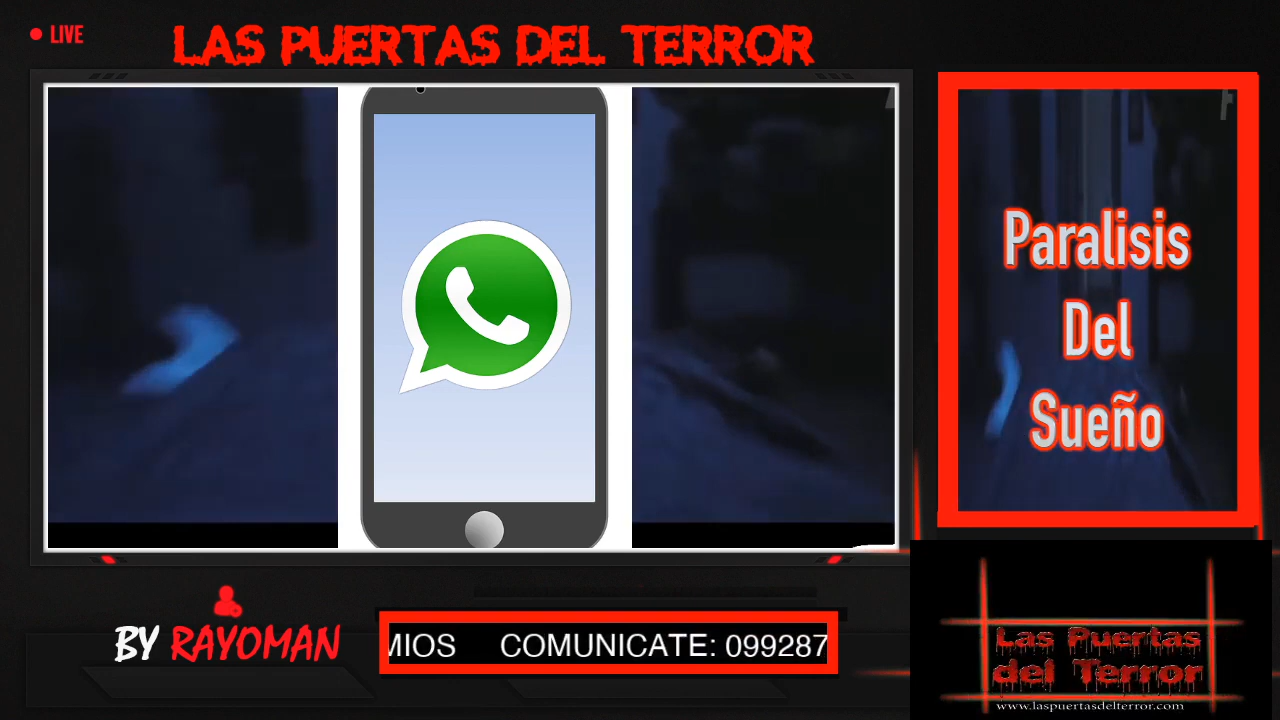 LIVE
LAS PUERTAS DEL TERROR
Paralisis
Del
Sueño
BY RAYOMAN
COMUNICATE: 099287
Las Puertas
del Terror
www.laspuertasdelterror.com